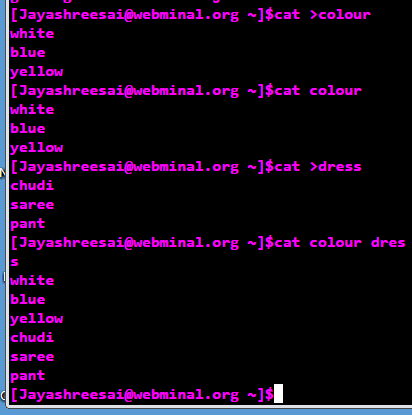 [Jayashreesai@webminal.org ~]$cat >colour
white
blue
yellow
[Jayashreesai@webminal.org ~]$cat colour
white
blue
yellow
[Jayashreesai@webminal.org ~]$cat >dress
chudi
saree
pant
[Jayashreesai@webminal.org ~]$cat colour dres
s
white
blue
yellow
chudi
saree
pant
[Jayashreesai@webminal.org ~]$